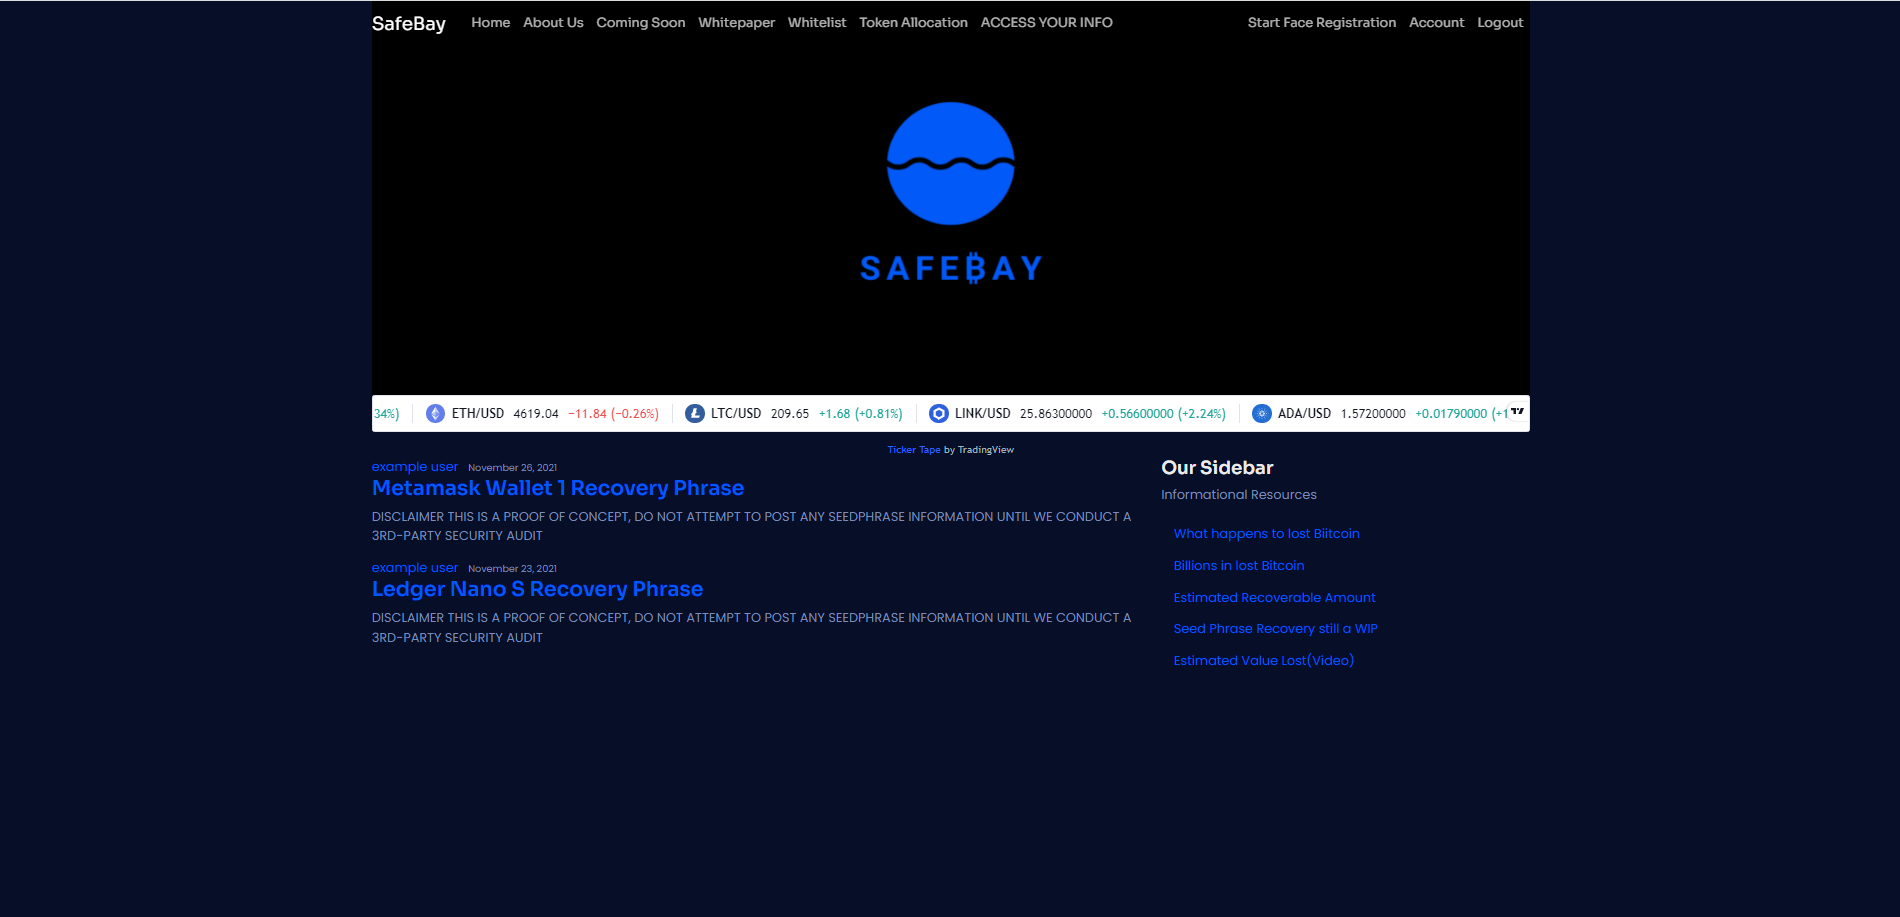 SafeBay Home About Us Coming Soon Whitepaper Whitelist Token Allocation ACCESS YOUR INFO Start Face Registration Account Logout
SAFE₿AY
34%) ETH/USD 4619.04 −11.84 (−0.26%) LTC/USD 209.65 +1.68 (+0.81%) LINK/USD 25.86300000 +0.56600000 (+2.24%) ADA/USD 1.57200000 +0.01790000 (+1
Ticker Tape by TradingView
example user November 26, 2021
Metamask Wallet 1 Recovery Phrase
DISCLAIMER THIS IS A PROOF OF CONCEPT, DO NOT ATTEMPT TO POST ANY SEEDPHRASE INFORMATION UNTIL WE CONDUCT A
3RD-PARTY SECURITY AUDIT
example user November 23, 2021
Ledger Nano S Recovery Phrase
DISCLAIMER THIS IS A PROOF OF CONCEPT, DO NOT ATTEMPT TO POST ANY SEEDPHRASE INFORMATION UNTIL WE CONDUCT A
3RD-PARTY SECURITY AUDIT
Our Sidebar
Informational Resources
What happens to lost Biitcoin
Billions in lost Bitcoin
Estimated Recoverable Amount
Seed Phrase Recovery still a WIP
Estimated Value Lost(Video)